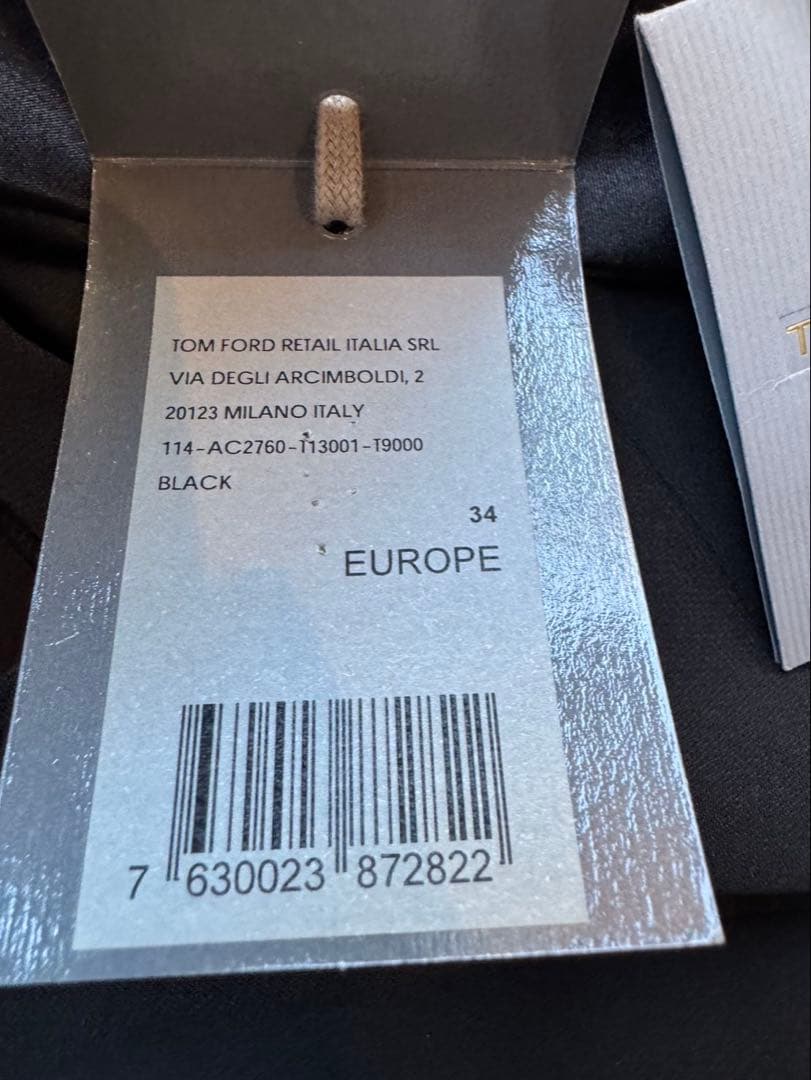 TOM FORD RETAIL ITALIA SRL
VIA DEGLI ARCIMBOLDI, 2
20123 MILANO ITALY
114-AC2760-T13001-T9000
BLACK
34
EUROPE
7 630023 872822
T